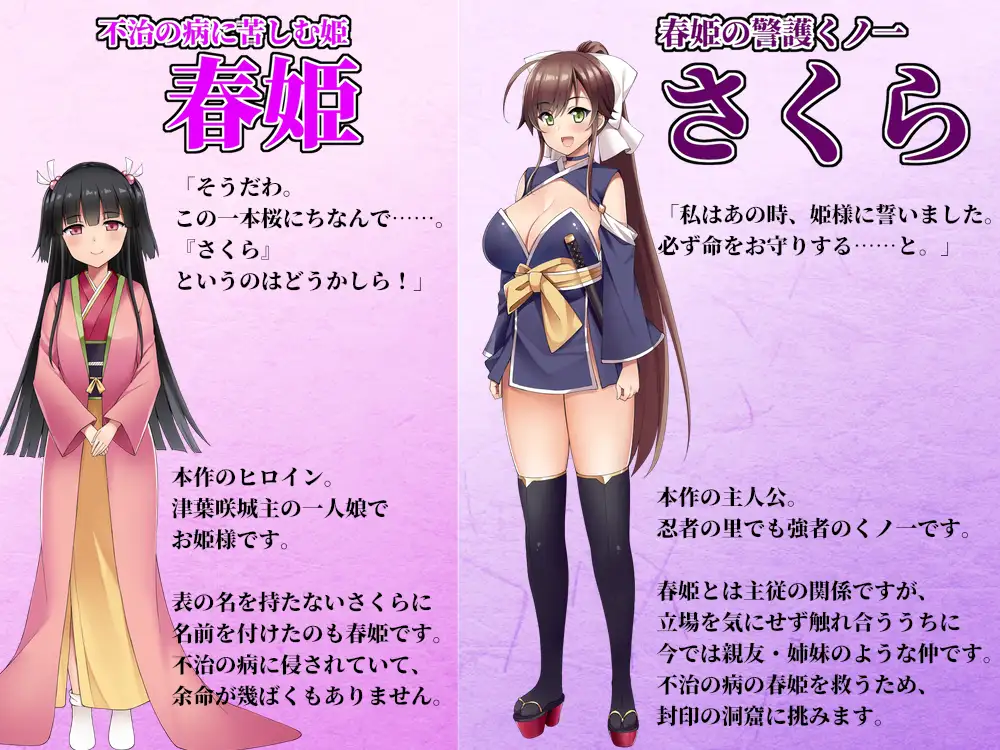 不治の病に苦しむ姫
春姫
「そうだわ。
この一本桜にちなんで……。
『さくら』
というのはどうかしら！」
本作のヒロイン。
津葉咲城主の一人娘で
お姫様です。
表の名を持たないさくらに
名前を付けたのも春姫です。
不治の病に侵されていて、
余命が幾ばくもありません。
春姫の警護くノ一
さくら
「私はあの時、姫様に誓いました。
必ず命をお守りする……と。」
本作の主人公。
忍者の里でも強者のくノ一です。
春姫とは主従の関係ですが、
立場を気にせず触れ合ううちに
今では親友・姉妹のような仲です。
不治の病の春姫を救うため、
封印の洞窟に挑みます。